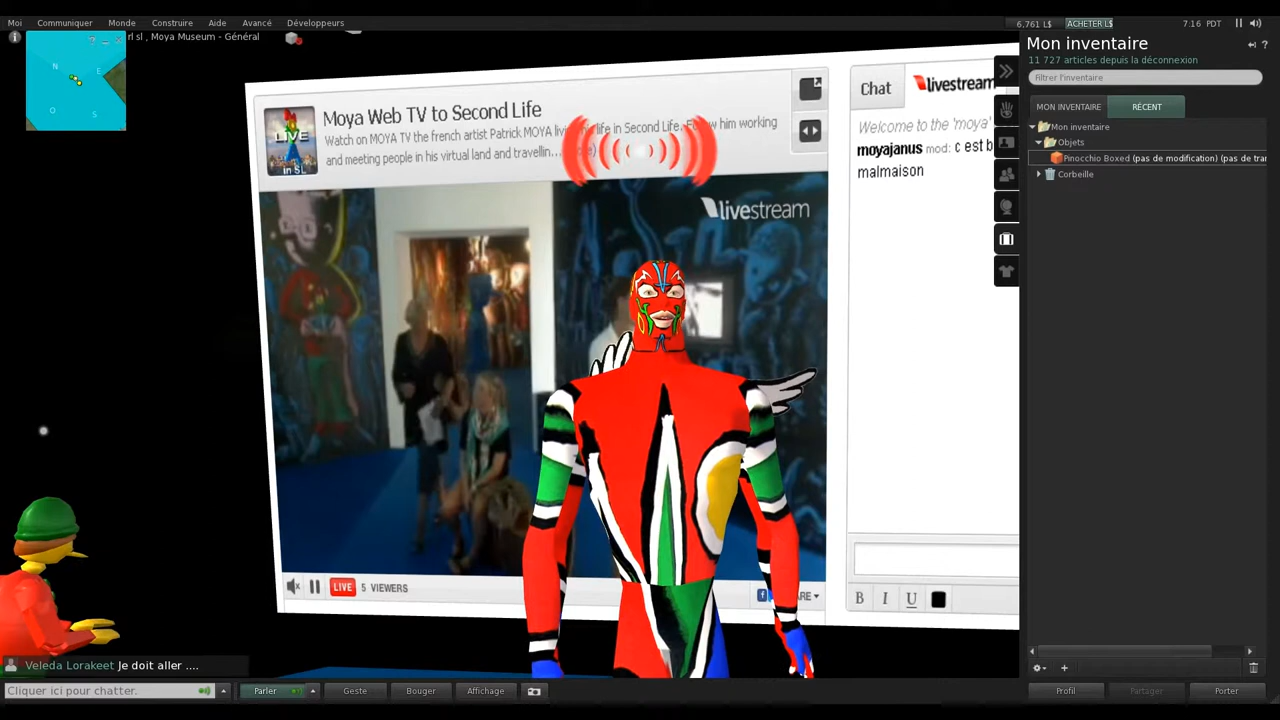 Moi Communiquer Monde Construire Aide Avancé Développeurs
6,761 L$ ACHETER L$ 7:16 PDT
rl sl , Moya Museum - Général
N
E
O
S
Moya Web TV to Second Life
Watch on MOYA TV the french artist Patrick MOYA livi life in Second Life. Fo w him working
and meeting people in his virtual land and travellin...
LIVE
in SL
livestream
LIVE 5 VIEWERS
ARE
Chat
livestream
Welcome to the 'moya'
moyajanus mod: c est b
malmaison
B I U
Mon inventaire
?
11 727 articles depuis la déconnexion
Filtrer l'inventaire
MON INVENTAIRE RÉCENT
Mon inventaire
Objets
Pinocchio Boxed (pas de modification) (pas de trar
Corbeille
Profil Partager Porter
Veleda Lorakeet Je doit aller ....
Cliquer ici pour chatter.
Parler Geste Bouger Affichage